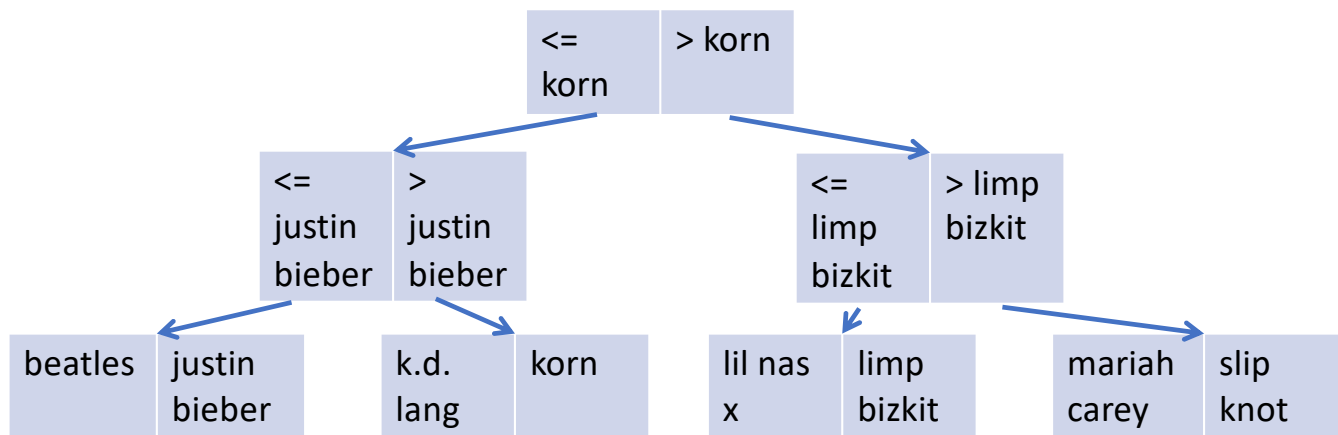 <=
korn
> korn
<=
justin
bieber
>
justin
bieber
<=
limp
bizkit
> limp
bizkit
beatles
justin
bieber
k.d.
lang
korn
lil nas
x
limp
bizkit
mariah
carey
slip
knot